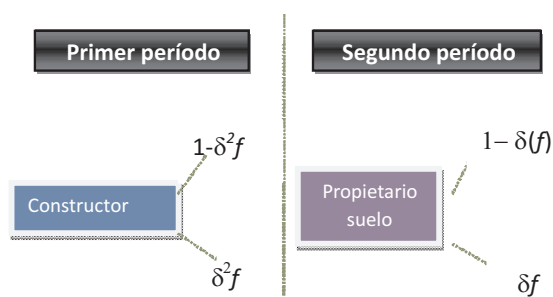 Primer período
Segundo período
1-δ²f
1– δ(f)
Constructor
Propietario
suelo
δ²f
δf